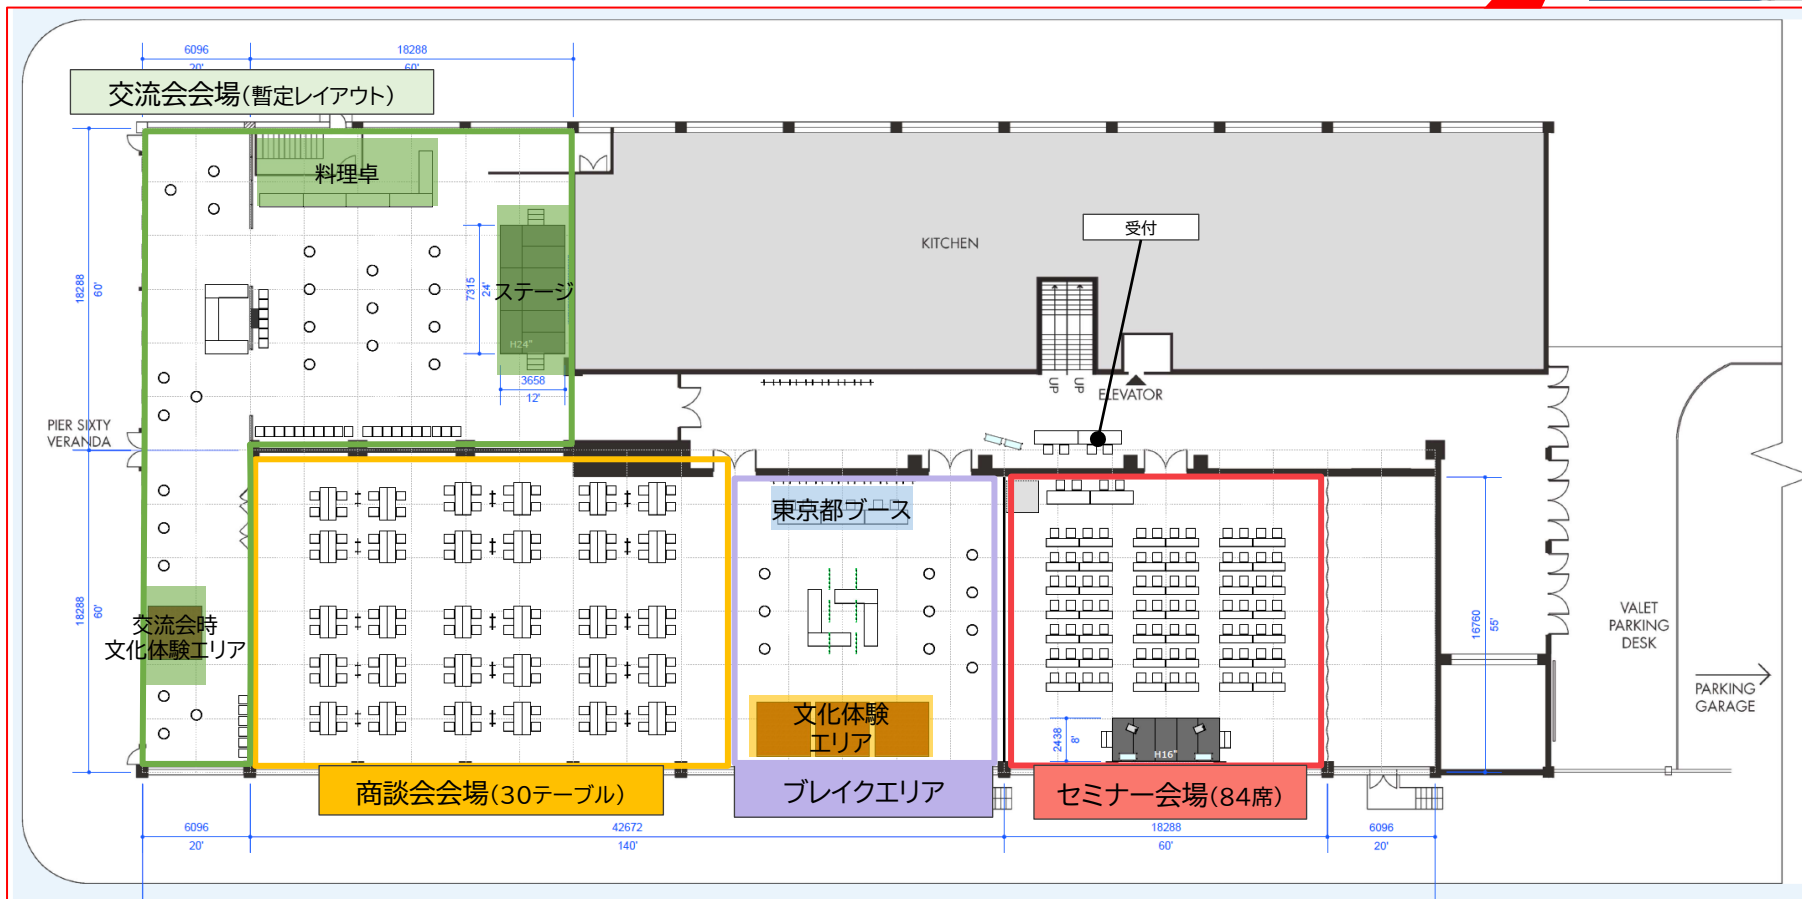 6096
20'
18288
60'
交流会会場(暫定レイアウト)
料理卓
受付
KITCHEN
18288
60'
7315
24'
ステージ
H24"
3658
12'
UP
UP
ELEVATOR
PIER SIXTY
VERANDA
東京都ブース
16760
55'
18288
60'
交流会時
文化体験エリア
VALET
PARKING
DESK
PARKING
GARAGE
文化体験
エリア
2438
8'
H16"
商談会会場(30テーブル)
ブレイクエリア
セミナー会場(84席)
6096
20'
42672
140'
18288
60'
6096
20'